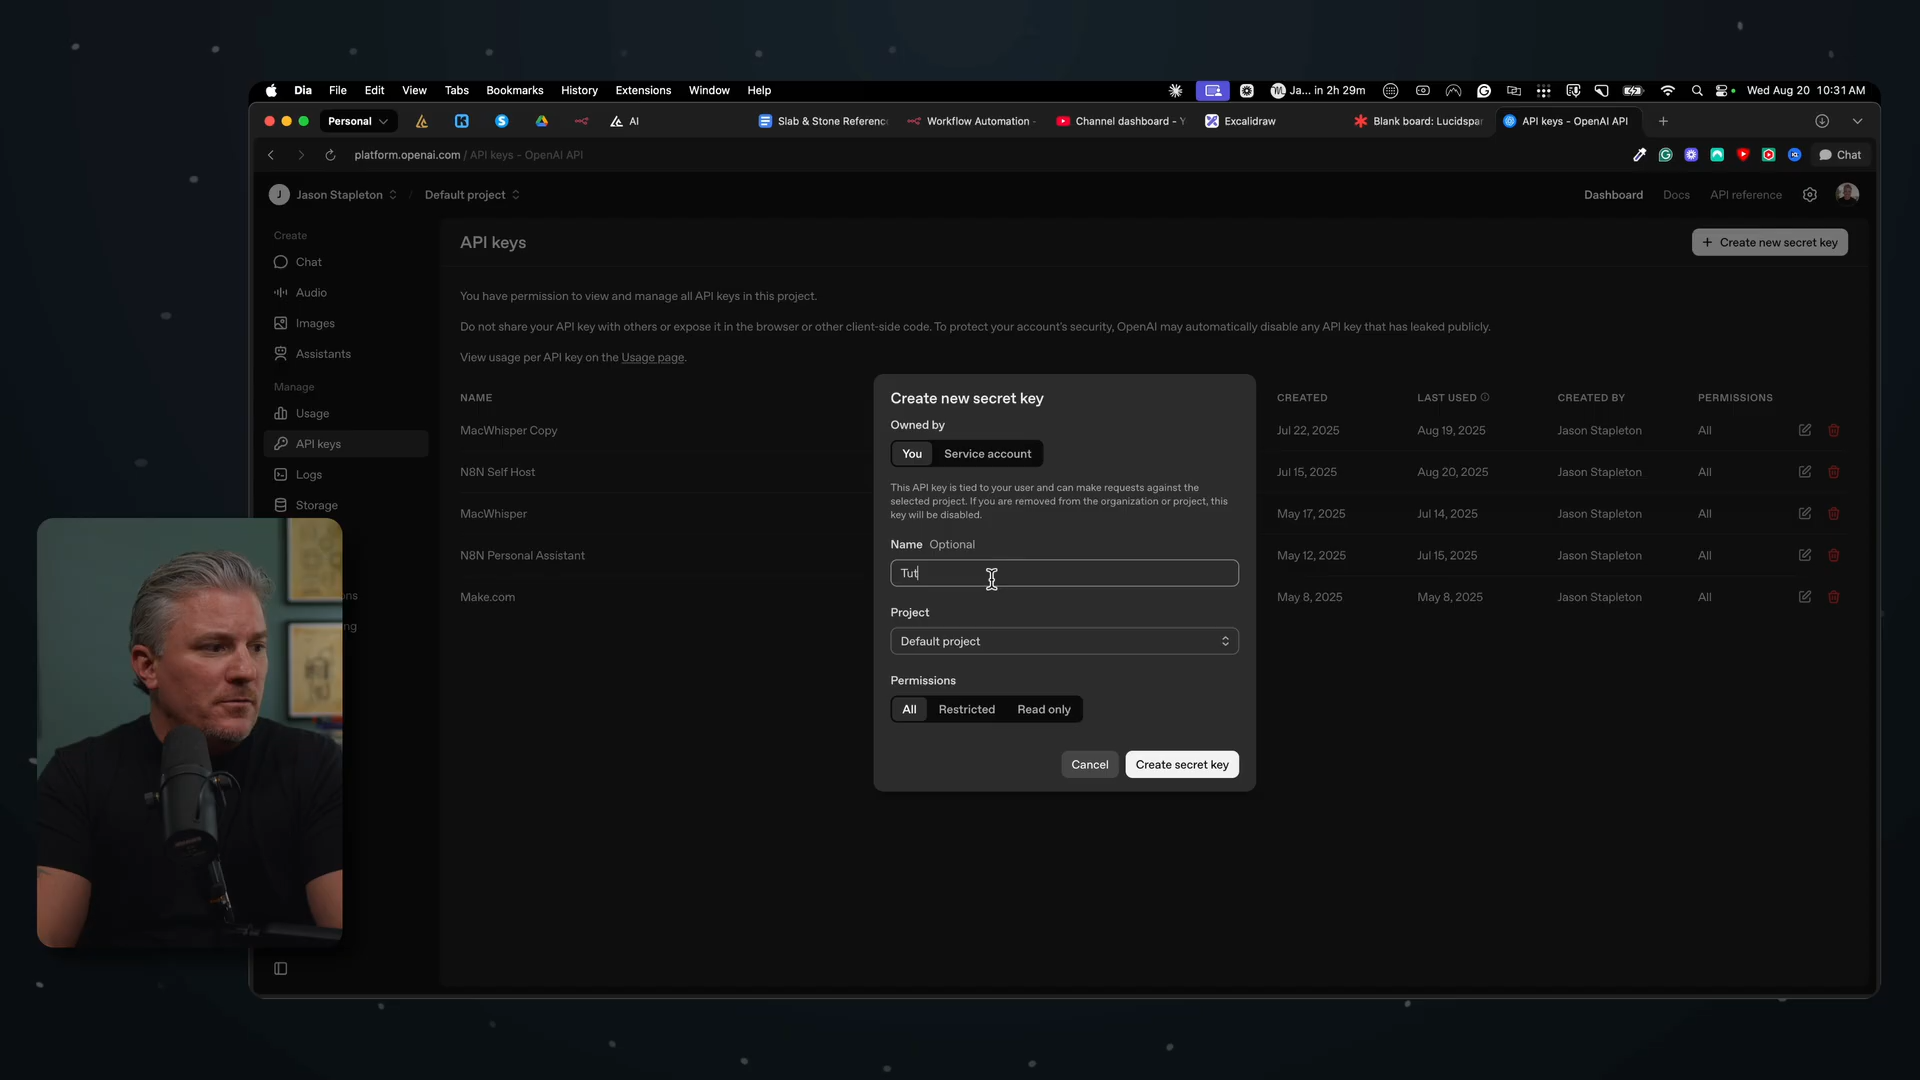 Dia File Edit View Tabs Bookmarks History Extensions Window Help
Ja... in 2h 29m
Wed Aug 20 10:31 AM
Personal
AI
Slab & Stone Referenc
Workflow Automation -
Channel dashboard - Y
Excalidraw
Blank board: Lucidspar
API keys - OpenAI API
platform.openai.com / API keys - OpenAI API
Chat
J Jason Stapleton / Default project
Dashboard Docs API reference
Create
Chat
Audio
Images
Assistants
Manage
Usage
API keys
Logs
Storage
ons
ng
API keys
+ Create new secret key
You have permission to view and manage all API keys in this project.
Do not share your API key with others or expose it in the browser or other client-side code. To protect your account's security, OpenAI may automatically disable any API key that has leaked publicly.
View usage per API key on the Usage page.
NAME CREATED LAST USED CREATED BY PERMISSIONS
MacWhisper Copy Jul 22, 2025 Aug 19, 2025 Jason Stapleton All
N8N Self Host Jul 15, 2025 Aug 20, 2025 Jason Stapleton All
MacWhisper May 17, 2025 Jul 14, 2025 Jason Stapleton All
N8N Personal Assistant May 12, 2025 Jul 15, 2025 Jason Stapleton All
Make.com May 8, 2025 May 8, 2025 Jason Stapleton All
Create new secret key
Owned by
You Service account
This API key is tied to your user and can make requests against the
selected project. If you are removed from the organization or project, this
key will be disabled.
Name Optional
Tut
Project
Default project
Permissions
All Restricted Read only
Cancel Create secret key